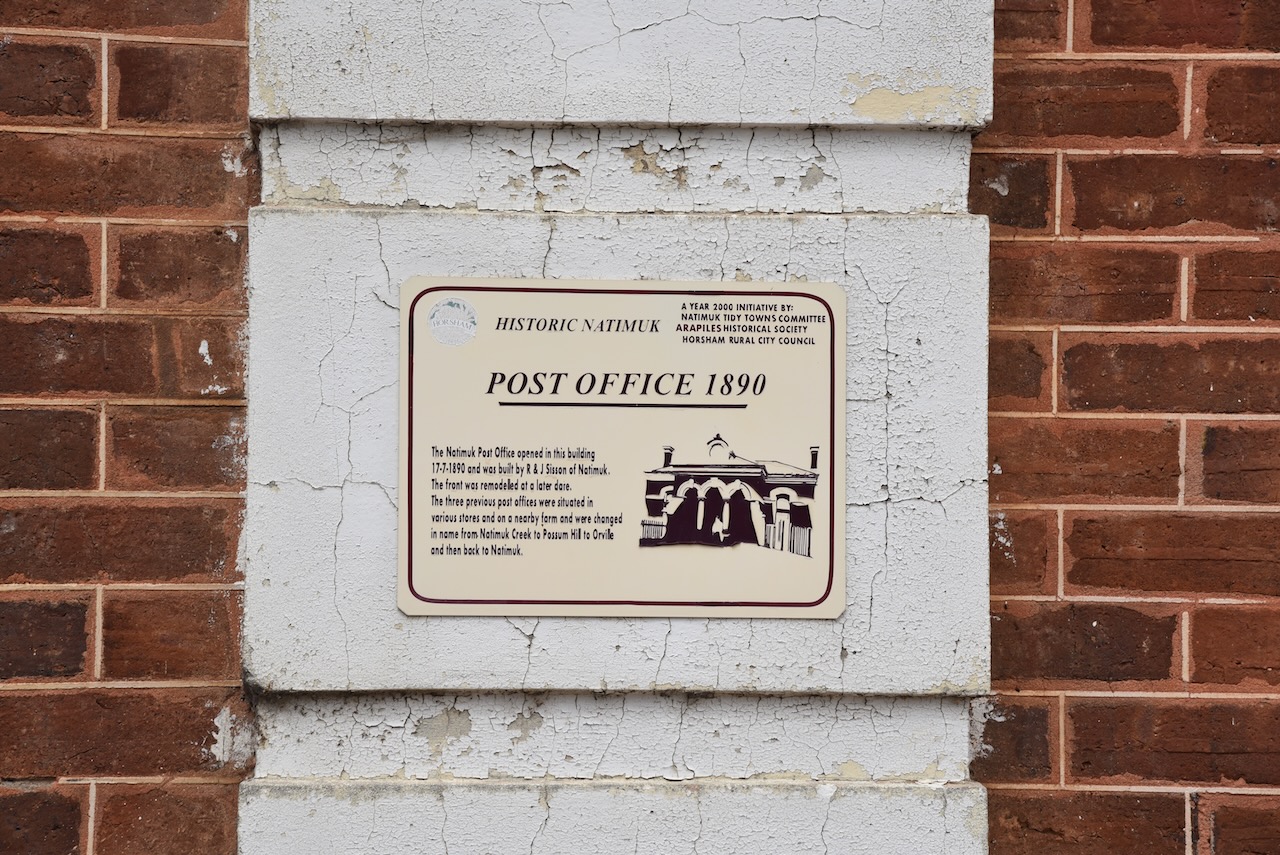 HORSHAM
HISTORIC NATIMUK
A YEAR 2000 INITIATIVE BY:
NATIMUK TIDY TOWNS COMMITTEE
ARAPILES HISTORICAL SOCIETY
HORSHAM RURAL CITY COUNCIL
POST OFFICE 1890
The Natimuk Post Office opened in this building
17-7-1890 and was built by R & J Sisson of Natimuk.
The front was remodelled at a later dare.
The three previous post offices were situated in
various stores and on a nearby farm and were changed
in name from Natimuk Creek to Possum Hill to Orville
and then back to Natimuk.